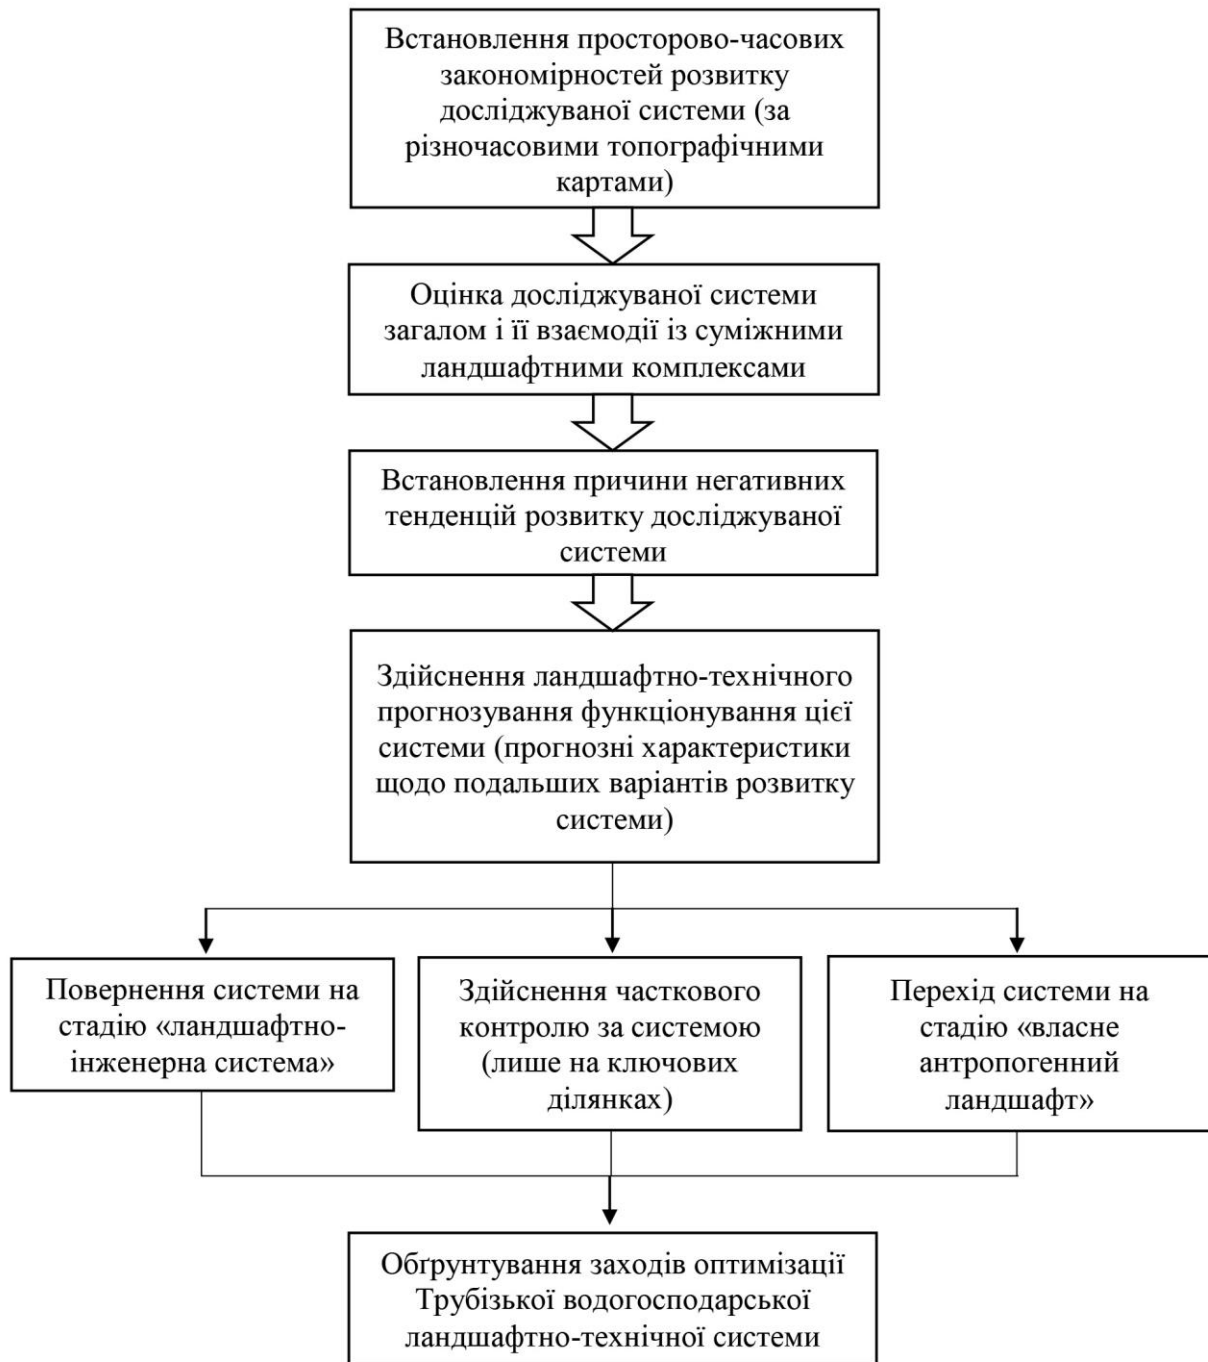 Встановлення просторово-часових
закономірностей розвитку
досліджуваної системи (за
різночасовими топографічними
картами)
Оцінка досліджуваної системи
загалом і її взаємодії із суміжними
ландшафтними комплексами
Встановлення причини негативних
тенденцій розвитку досліджуваної
системи
Здійснення ландшафтно-технічного
прогнозування функціонування цієї
системи (прогнозні характеристики
щодо подальших варіантів розвитку
системи)
Повернення системи на
стадію «ландшафтно-
інженерна система»
Здійснення часткового
контролю за системою
(лише на ключових
ділянках)
Перехід системи на
стадію «власне
антропогенний
ландшафт»
Обґрунтування заходів оптимізації
Трубізької водогосподарської
ландшафтно-технічної системи